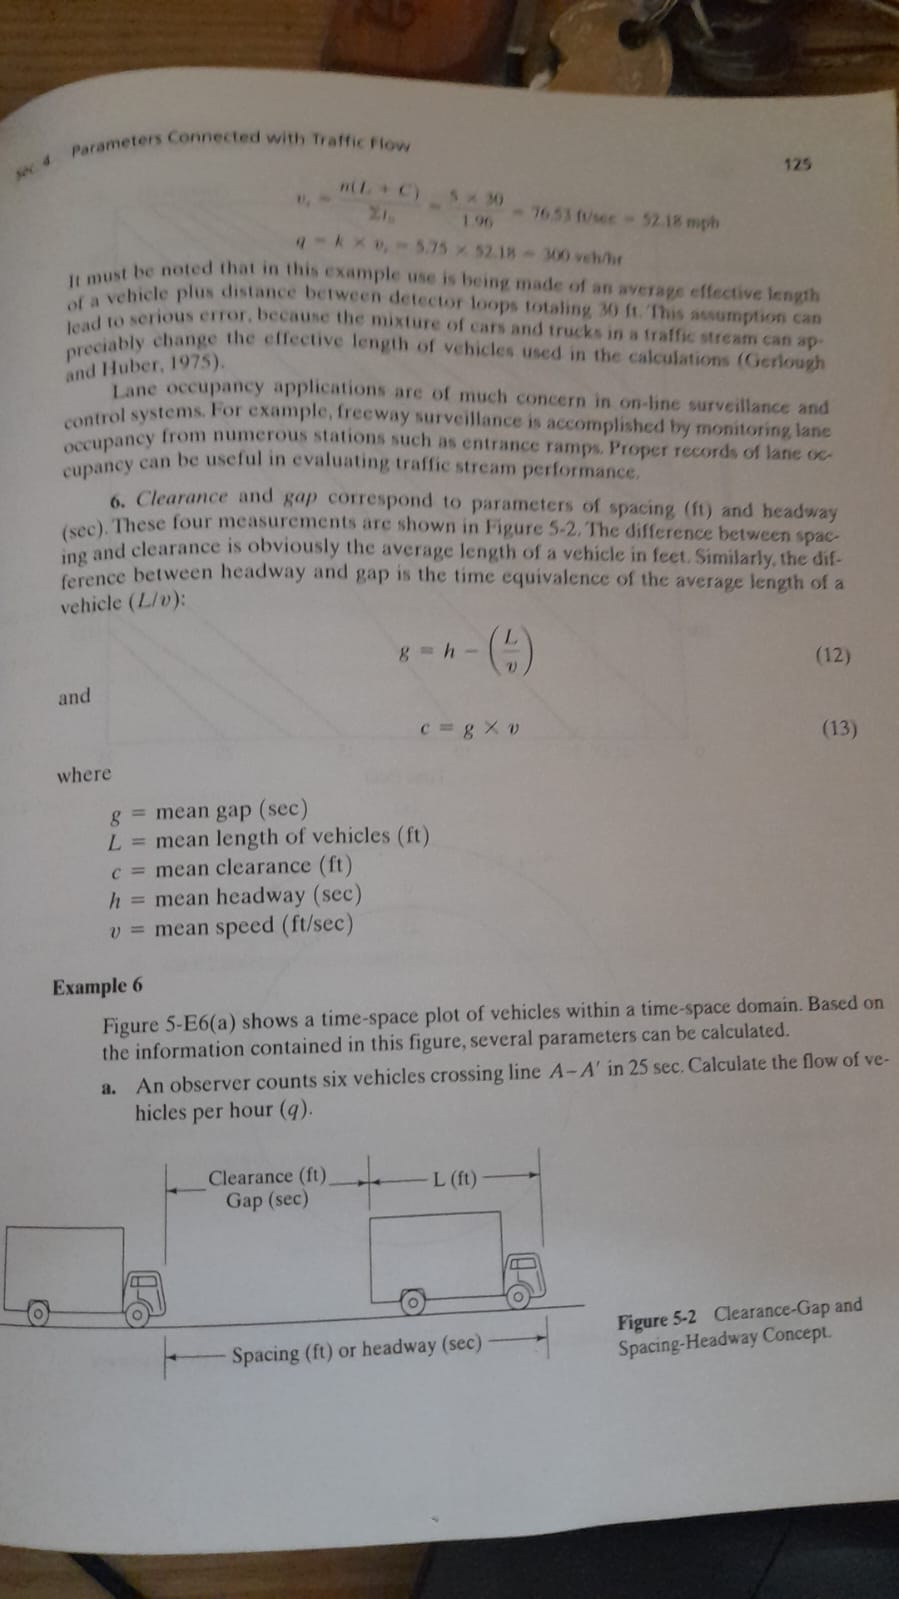 Sec. 4 Parameters Connected with Traffic Flow 125
v_s = n(L + C) / Σt_o = 5 × 30 / 1.96 = 76.53 ft/sec = 52.18 mph
q = k × v_s = 5.75 × 52.18 = 300 veh/hr
It must be noted that in this example use is being made of an average effective length
of a vehicle plus distance between detector loops totaling 30 ft. This assumption can
lead to serious error, because the mixture of cars and trucks in a traffic stream can ap-
preciably change the effective length of vehicles used in the calculations (Gerlough
and Huber, 1975).
Lane occupancy applications are of much concern in on-line surveillance and
control systems. For example, freeway surveillance is accomplished by monitoring lane
occupancy from numerous stations such as entrance ramps. Proper records of lane oc-
cupancy can be useful in evaluating traffic stream performance.
6. Clearance and gap correspond to parameters of spacing (ft) and headway
(sec). These four measurements are shown in Figure 5-2. The difference between spac-
ing and clearance is obviously the average length of a vehicle in feet. Similarly, the dif-
ference between headway and gap is the time equivalence of the average length of a
vehicle (L/v):
g = h − (L/v) (12)
and
c = g × v (13)
where
g = mean gap (sec)
L = mean length of vehicles (ft)
c = mean clearance (ft)
h = mean headway (sec)
v = mean speed (ft/sec)
Example 6
Figure 5-E6(a) shows a time-space plot of vehicles within a time-space domain. Based on
the information contained in this figure, several parameters can be calculated.
a. An observer counts six vehicles crossing line A–A′ in 25 sec. Calculate the flow of ve-
hicles per hour (q).
Clearance (ft) L (ft)
Gap (sec)
Spacing (ft) or headway (sec)
Figure 5-2 Clearance-Gap and
Spacing-Headway Concept.